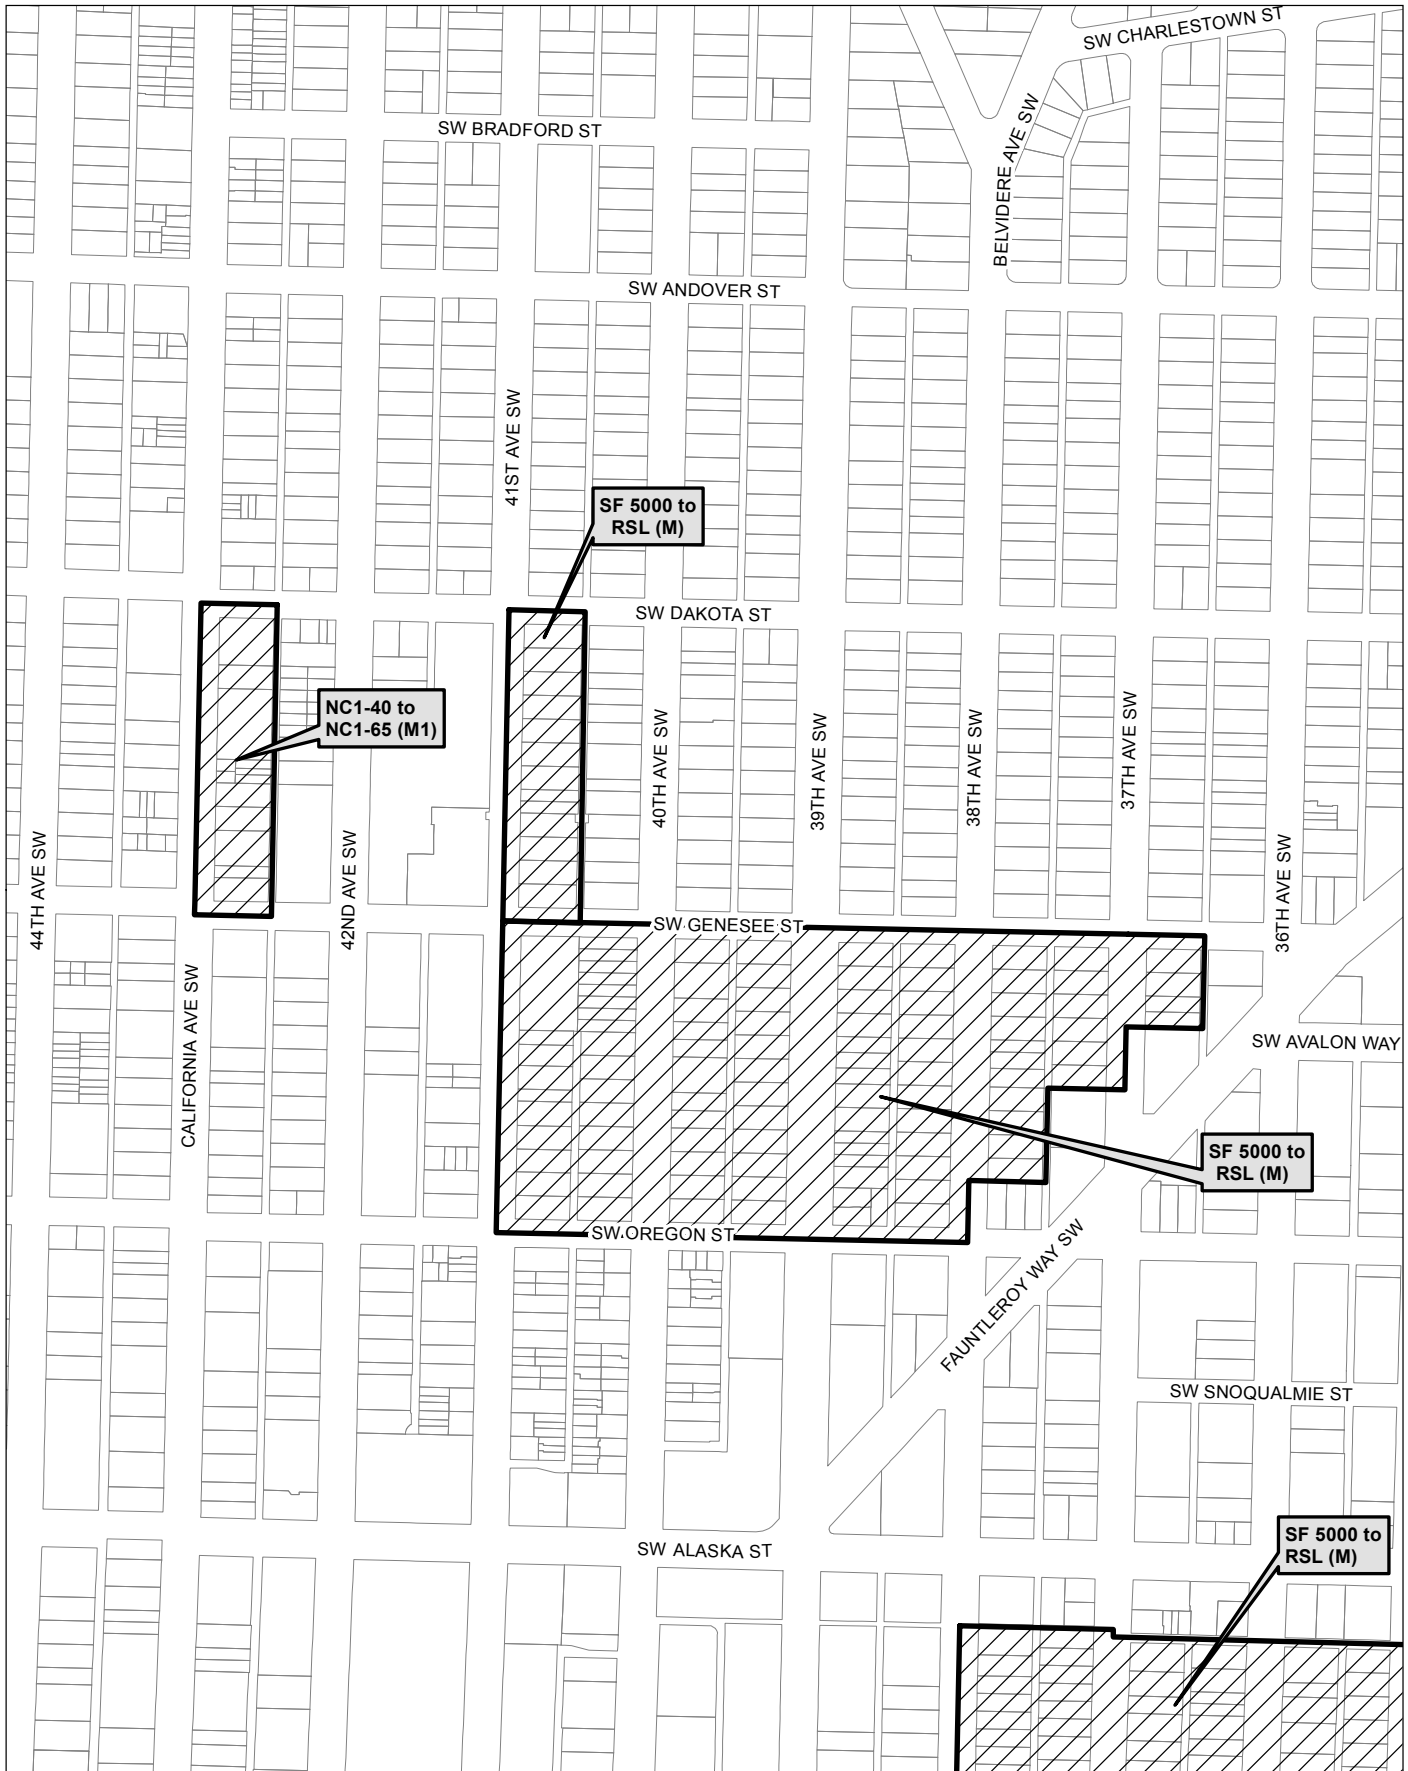 SW CHARLESTOWN ST
SW BRADFORD ST
BELVIDERE AVE SW
SW ANDOVER ST
41ST AVE SW
SF 5000 to
RSL (M)
SW DAKOTA ST
NC1-40 to
NC1-65 (M1)
40TH AVE SW
39TH AVE SW
38TH AVE SW
37TH AVE SW
44TH AVE SW
42ND AVE SW
36TH AVE SW
SW GENESEE ST
CALIFORNIA AVE SW
SW AVALON WAY
SF 5000 to
RSL (M)
SW OREGON ST
FAUNTLEROY WAY SW
SW SNOQUALMIE ST
SW ALASKA ST
SF 5000 to
RSL (M)